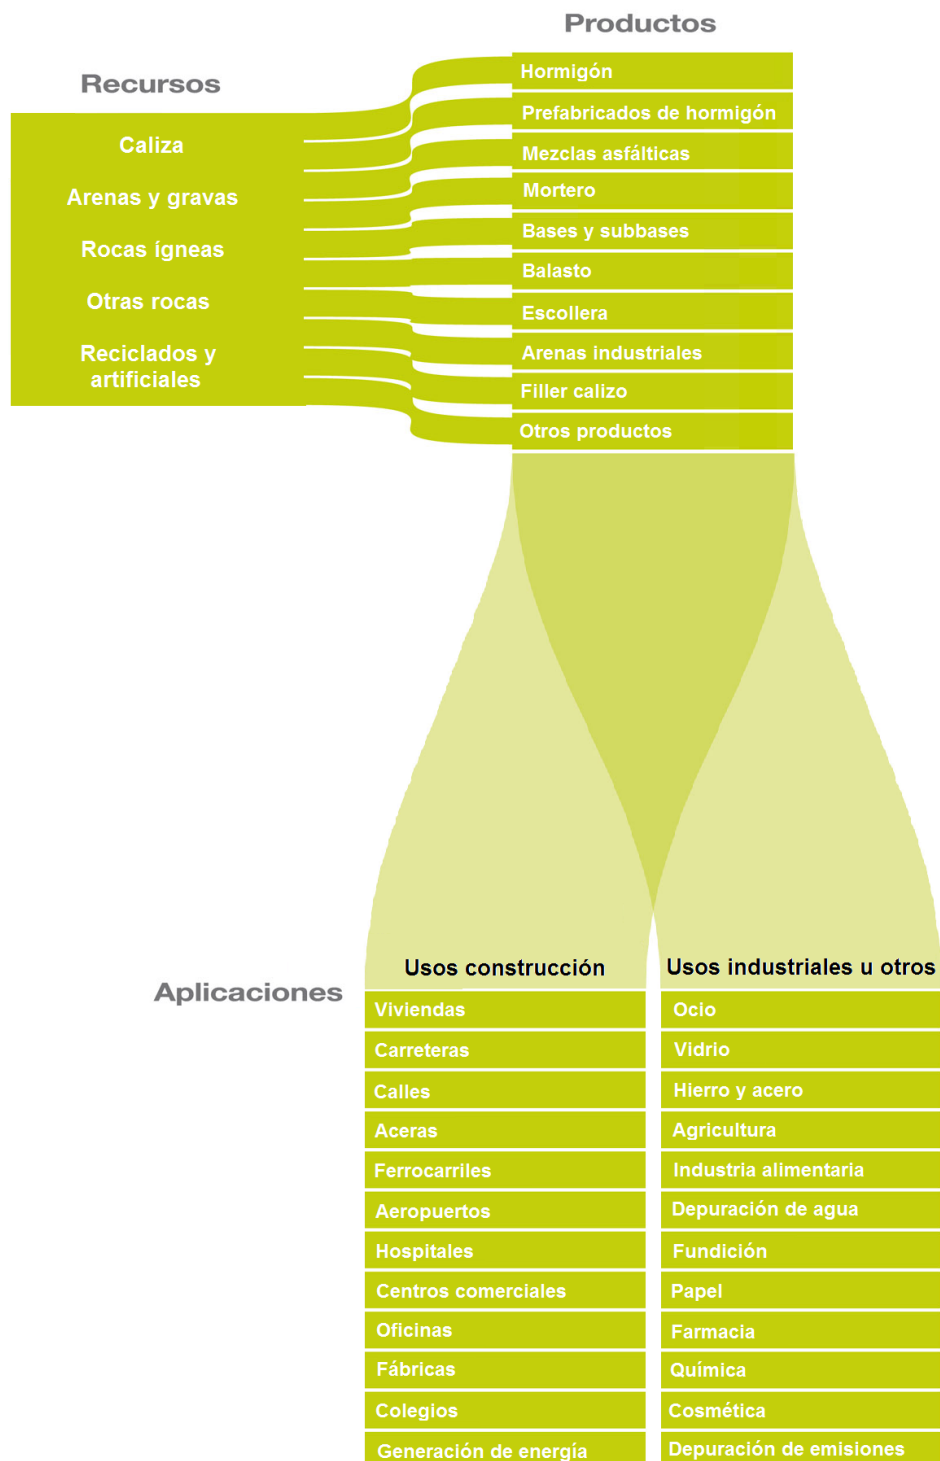 Productos
Recursos
Hormigón
Prefabricados de hormigón
Mezclas asfálticas
Mortero
Bases y subbases
Balasto
Escollera
Arenas industriales
Filler calizo
Otros productos
Caliza
Arenas y gravas
Rocas ígneas
Otras rocas
Reciclados y
artificiales
Aplicaciones
Usos construcción
Viviendas
Carreteras
Calles
Aceras
Ferrocarriles
Aeropuertos
Hospitales
Centros comerciales
Oficinas
Fábricas
Colegios
Generación de energía
Usos industriales u otros
Ocio
Vidrio
Hierro y acero
Agricultura
Industria alimentaria
Depuración de agua
Fundición
Papel
Farmacia
Química
Cosmética
Depuración de emisiones